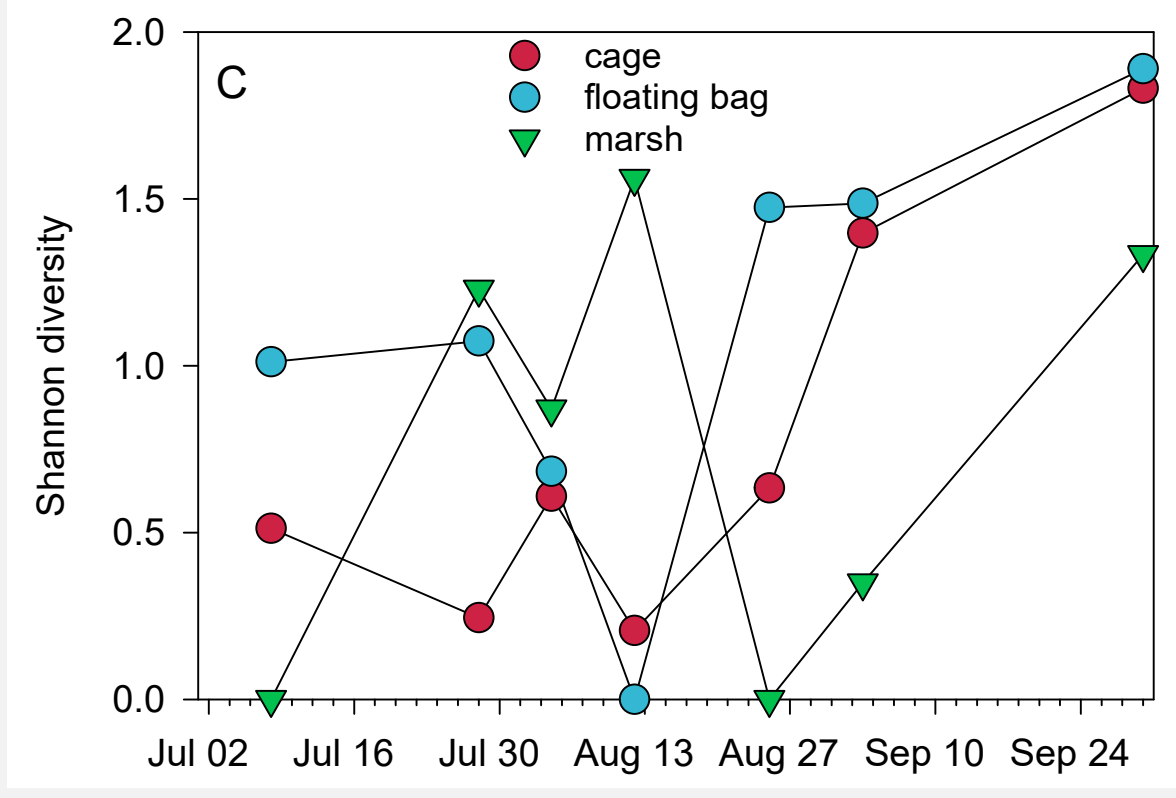 C
cage
floating bag
marsh
Shannon diversity
2.0
1.5
1.0
0.5
0.0
Jul 02 Jul 16 Jul 30 Aug 13 Aug 27 Sep 10 Sep 24